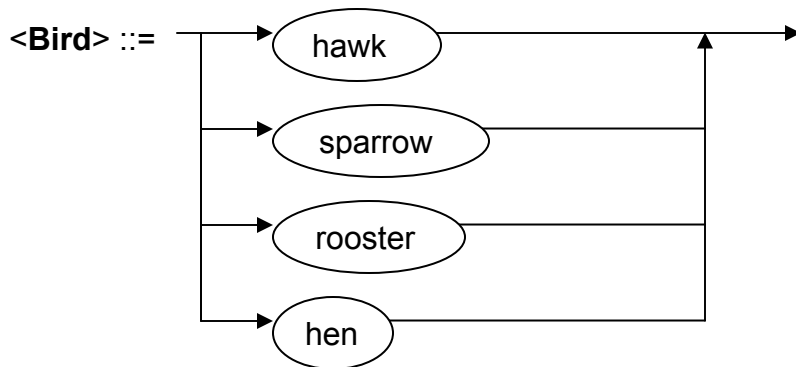 <Bird> ::= hawk
sparrow
rooster
hen